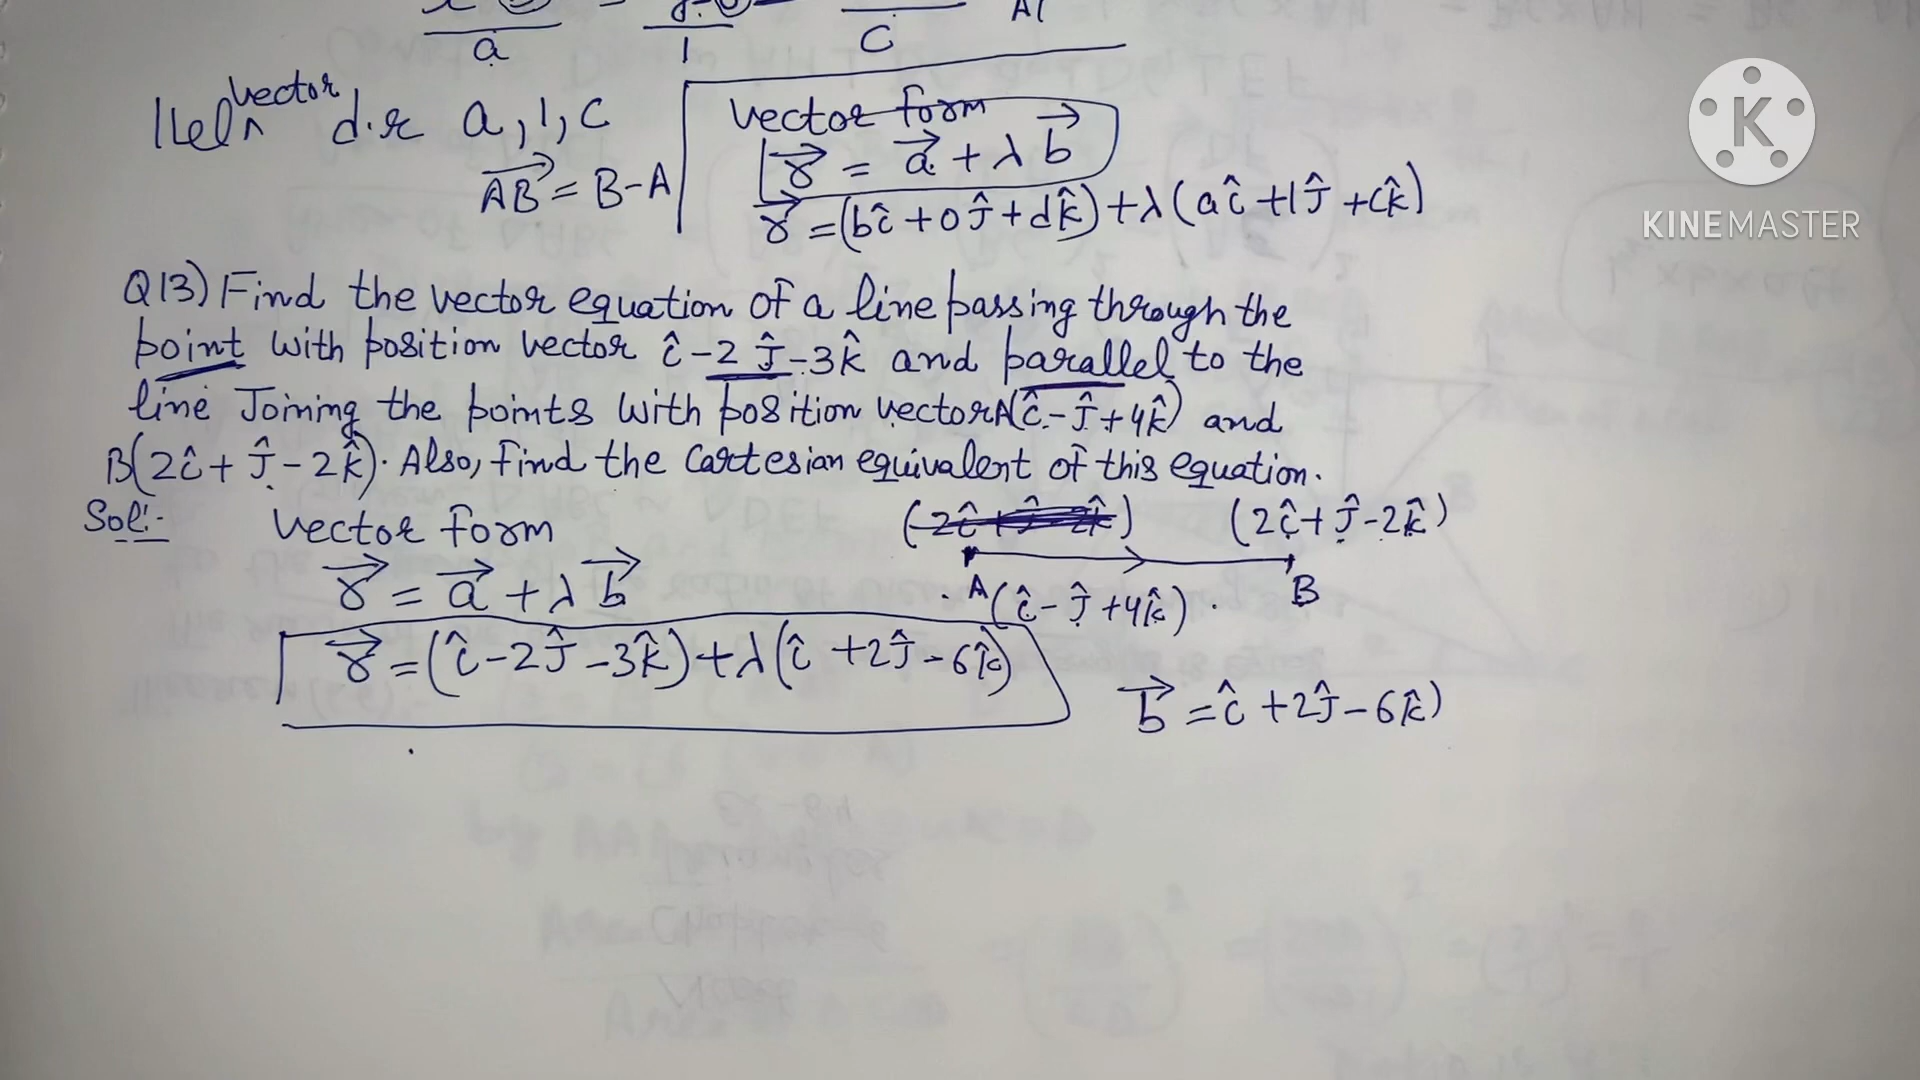 a 1 C
||el vector d.r a, 1, c
AB→ = B-A
vector form
r→ = a→ + λ b→
r→ = (bî + 0ĵ + dk̂) + λ(aî + 1ĵ + ck̂)
K
KINEMASTER
Q13) Find the vector equation of a line passing through the
point with position vector î - 2ĵ - 3k̂ and parallel to the
line Joining the points with position vector A(î - ĵ + 4k̂) and
B(2î + ĵ - 2k̂). Also, find the cartesian equivalent of this equation.
Sol:- vector form
(2î + ĵ - 2k̂)
r→ = a→ + λ b→
A(î - ĵ + 4k̂) B
r→ = (î - 2ĵ - 3k̂) + λ(î + 2ĵ - 6k̂)
b→ = î + 2ĵ - 6k̂)